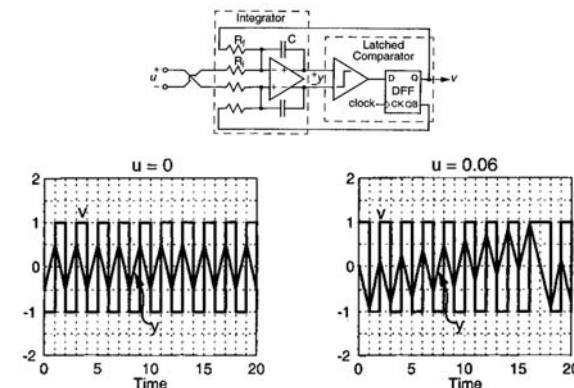 Integrator
C
Latched
Comparator
Rf
Ri
u
+
−
− +
+ −
+ y −
D Q
DFF
CK QB
clock
v
u = 0
2
1
0
-1
-2
v
y
0 5 10 15 20
Time
u = 0.06
2
1
0
-1
-2
v
y
0 5 10 15 20
Time